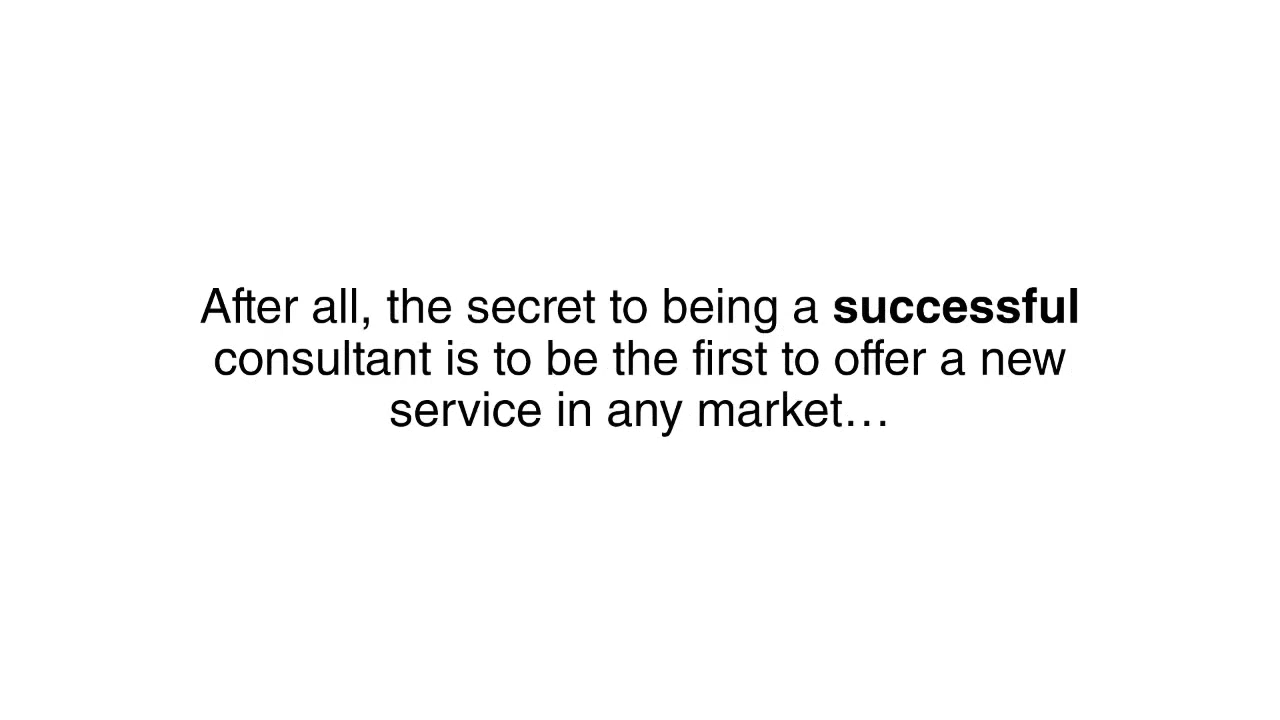 After all, the secret to being a successful
consultant is to be the first to offer a new
service in any market…